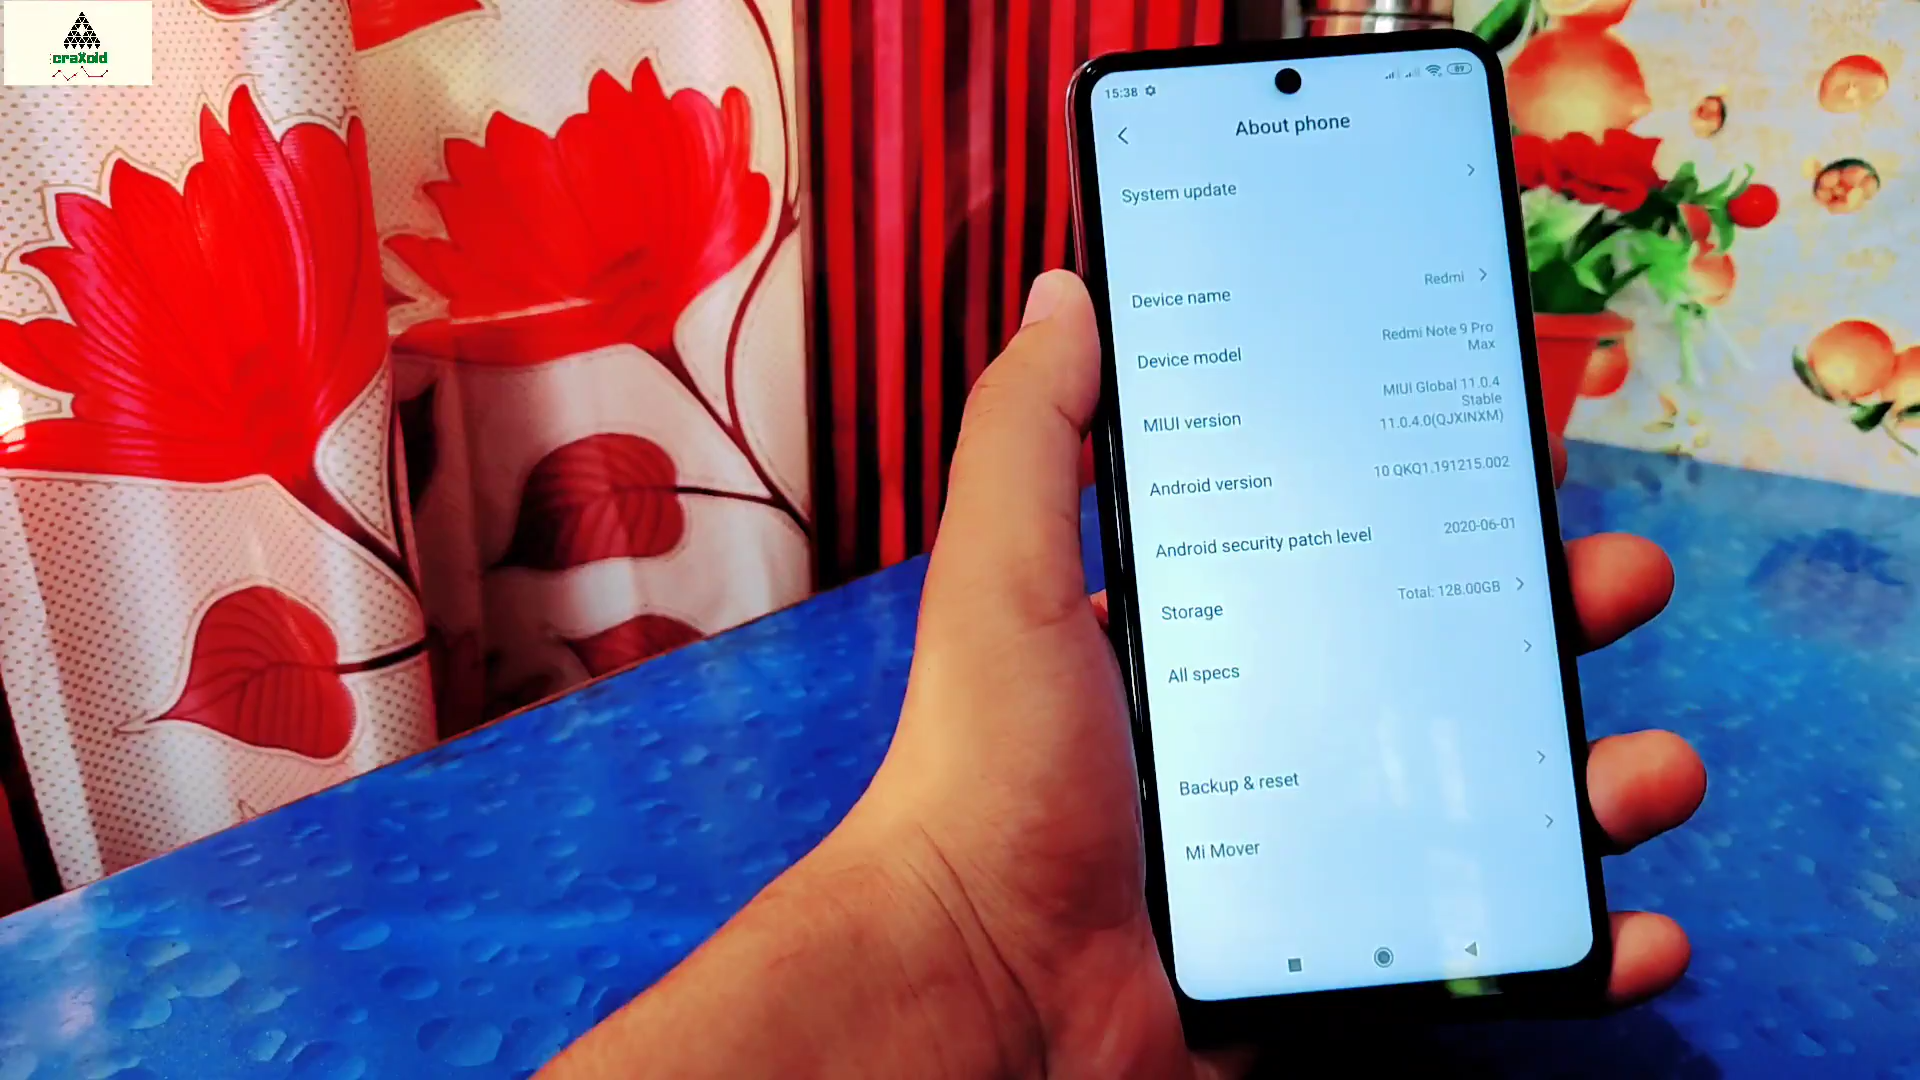 craXoid
15:38
89
About phone
System update
Device name
Redmi
Device model
Redmi Note 9 Pro
Max
MIUI version
MIUI Global 11.0.4
Stable
11.0.4.0(QJXINXM)
Android version
10 QKQ1.191215.002
Android security patch level
2020-06-01
Storage
Total: 128.00GB
All specs
Backup & reset
Mi Mover